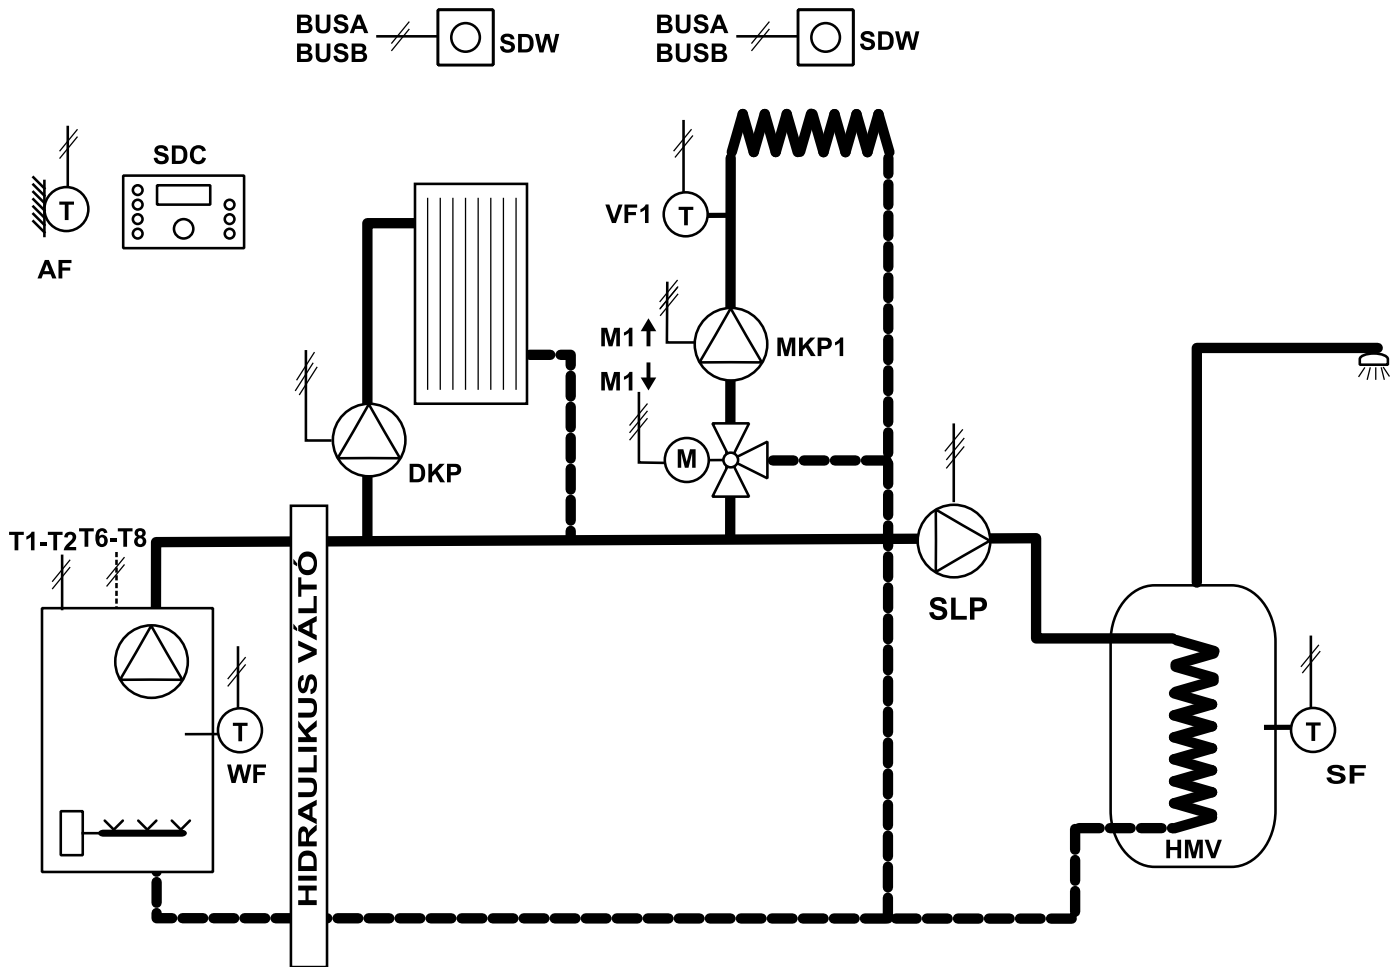 BUSA
BUSB
SDW
BUSA
BUSB
SDW
SDC
T
AF
VF1
T
M1
M1
MKP1
M
DKP
T1-T2
T6-T8
SLP
T
WF
HIDRAULIKUS VÁLTÓ
T
SF
HMV